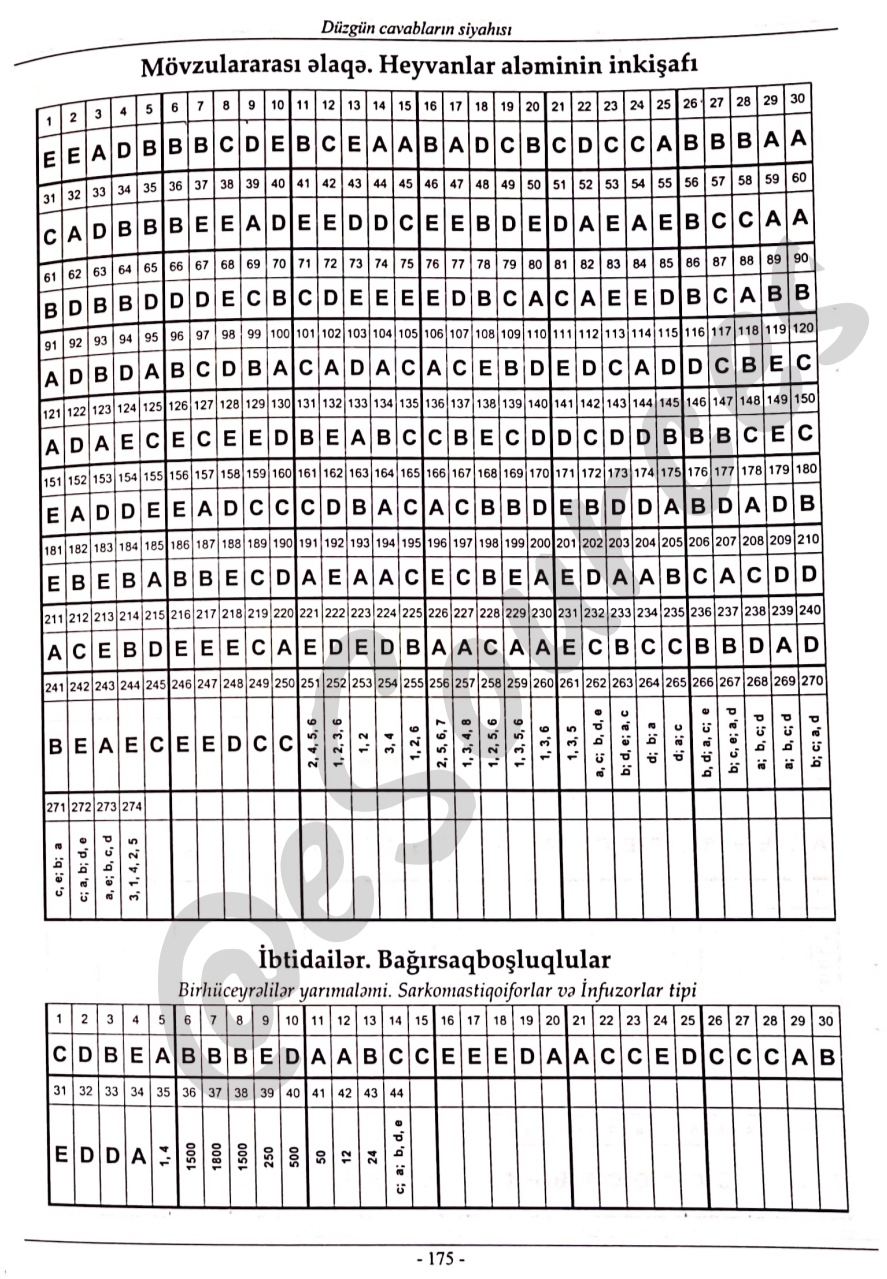 Düzgün cavabların siyahısı
Mövzulararası əlaqə. Heyvanlar aləminin inkişafı
1 2 3 4 5 6 7 8 9 10 11 12 13 14 15 16 17 18 19 20 21 22 23 24 25 26 27 28 29 30
E E A D B B B C D E B C E A A B A D C B C D C C A B B B A A
31 32 33 34 35 36 37 38 39 40 41 42 43 44 45 46 47 48 49 50 51 52 53 54 55 56 57 58 59 60
C A D B B B E E A D E E D D C E E B D E D A E A E B C C A A
61 62 63 64 65 66 67 68 69 70 71 72 73 74 75 76 77 78 79 80 81 82 83 84 85 86 87 88 89 90
B D B B D D D E C B C D E E E E D B C A C A E E D B C A B B
91 92 93 94 95 96 97 98 99 100 101 102 103 104 105 106 107 108 109 110 111 112 113 114 115 116 117 118 119 120
A D B D A B C D B A C A D A C A C E B D E D C A D D C B E C
121 122 123 124 125 126 127 128 129 130 131 132 133 134 135 136 137 138 139 140 141 142 143 144 145 146 147 148 149 150
A D A E C E C E E D B E A B C C B E C D D C D D B B B C E C
151 152 153 154 155 156 157 158 159 160 161 162 163 164 165 166 167 168 169 170 171 172 173 174 175 176 177 178 179 180
E A D D E E A D C C C D B A C A C B B D E B D D A B D A D B
181 182 183 184 185 186 187 188 189 190 191 192 193 194 195 196 197 198 199 200 201 202 203 204 205 206 207 208 209 210
E B E B A B B E C D A E A A C E C B E A E D A A B C A C D D
211 212 213 214 215 216 217 218 219 220 221 222 223 224 225 226 227 228 229 230 231 232 233 234 235 236 237 238 239 240
A C E B D E E E C A E D E D B A A C A A E C B C C B B D A D
241 242 243 244 245 246 247 248 249 250 251 252 253 254 255 256 257 258 259 260 261 262 263 264 265 266 267 268 269 270
B E A E C E E D C C 2, 4, 5, 6 1, 2, 3, 6 1, 2 3, 4 1, 2, 6 2, 5, 6, 7 1, 3, 4, 8 1, 2, 5, 6 1, 3, 5, 6 1, 3, 6 1, 3, 5 a, c; b, d, e b; d, e; a, c d; b; a d; a; c b, d; a, c; e b; c, e; a, d a; b, c; d a; b, c; d b; c; a, d
271 272 273 274
c, e; b; a c; a, b; d, e a, e; b, c, d 3, 1, 4, 2, 5
@eSources
İbtidailər. Bağırsaqboşluqlular
Birhüceyrəlilər yarımaləmi. Sarkomastiqoiforlar və İnfuzorlar tipi
1 2 3 4 5 6 7 8 9 10 11 12 13 14 15 16 17 18 19 20 21 22 23 24 25 26 27 28 29 30
C D B E A B B B E D A A B C C E E E D A A C C E D C C C A B
31 32 33 34 35 36 37 38 39 40 41 42 43 44
E D D A 1, 4 1500 1800 1500 250 500 50 12 24 c; a; b, d, e
- 175 -